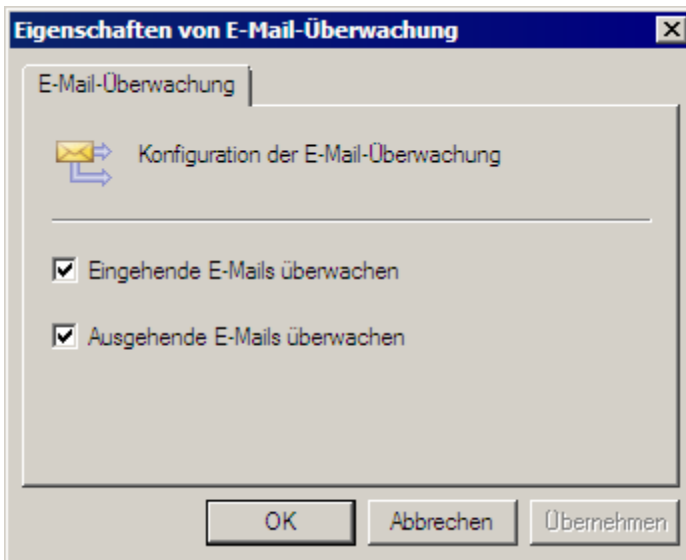 Eigenschaften von E-Mail-Überwachung
E-Mail-Überwachung
Konfiguration der E-Mail-Überwachung
Eingehende E-Mails überwachen
Ausgehende E-Mails überwachen
OK Abbrechen Übernehmen